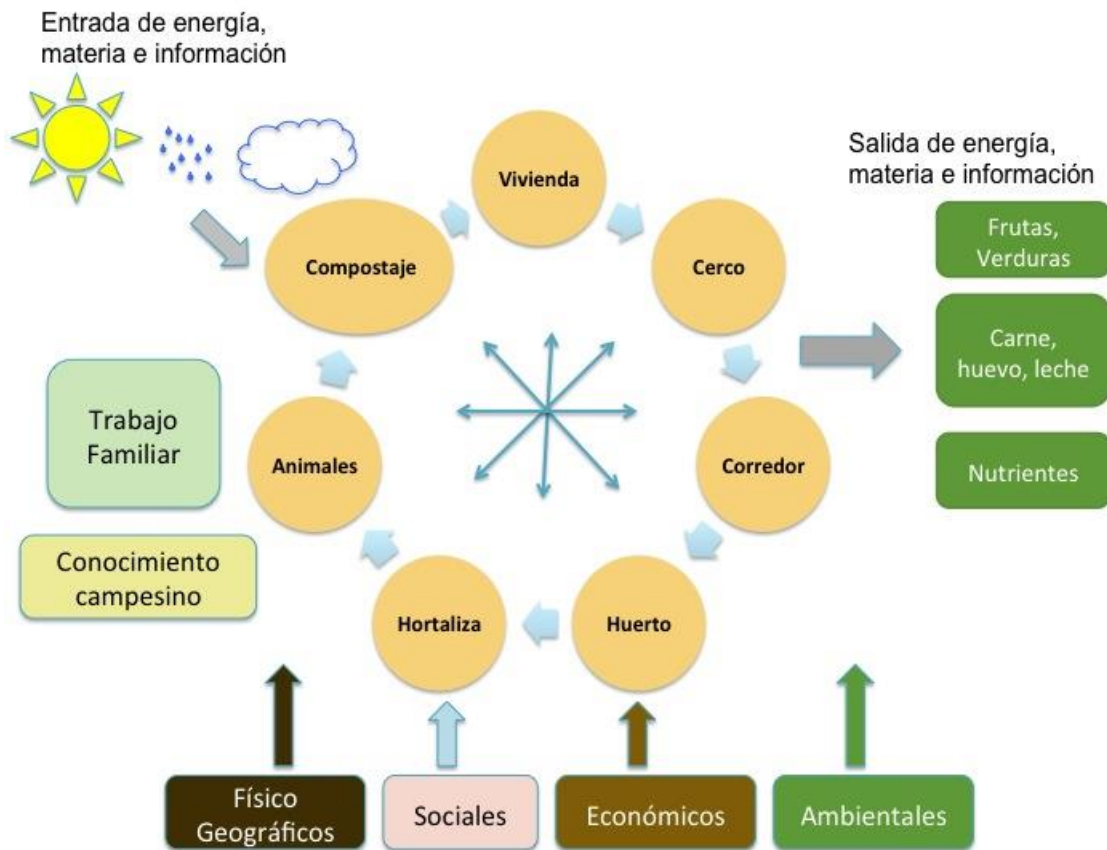 Entrada de energía,
materia e información
Salida de energía,
materia e información
Vivienda
Compostaje
Cerco
Frutas,
Verduras
Carne,
huevo, leche
Trabajo
Familiar
Animales
Corredor
Nutrientes
Conocimiento
campesino
Hortaliza
Huerto
Físico
Geográficos
Sociales
Económicos
Ambientales